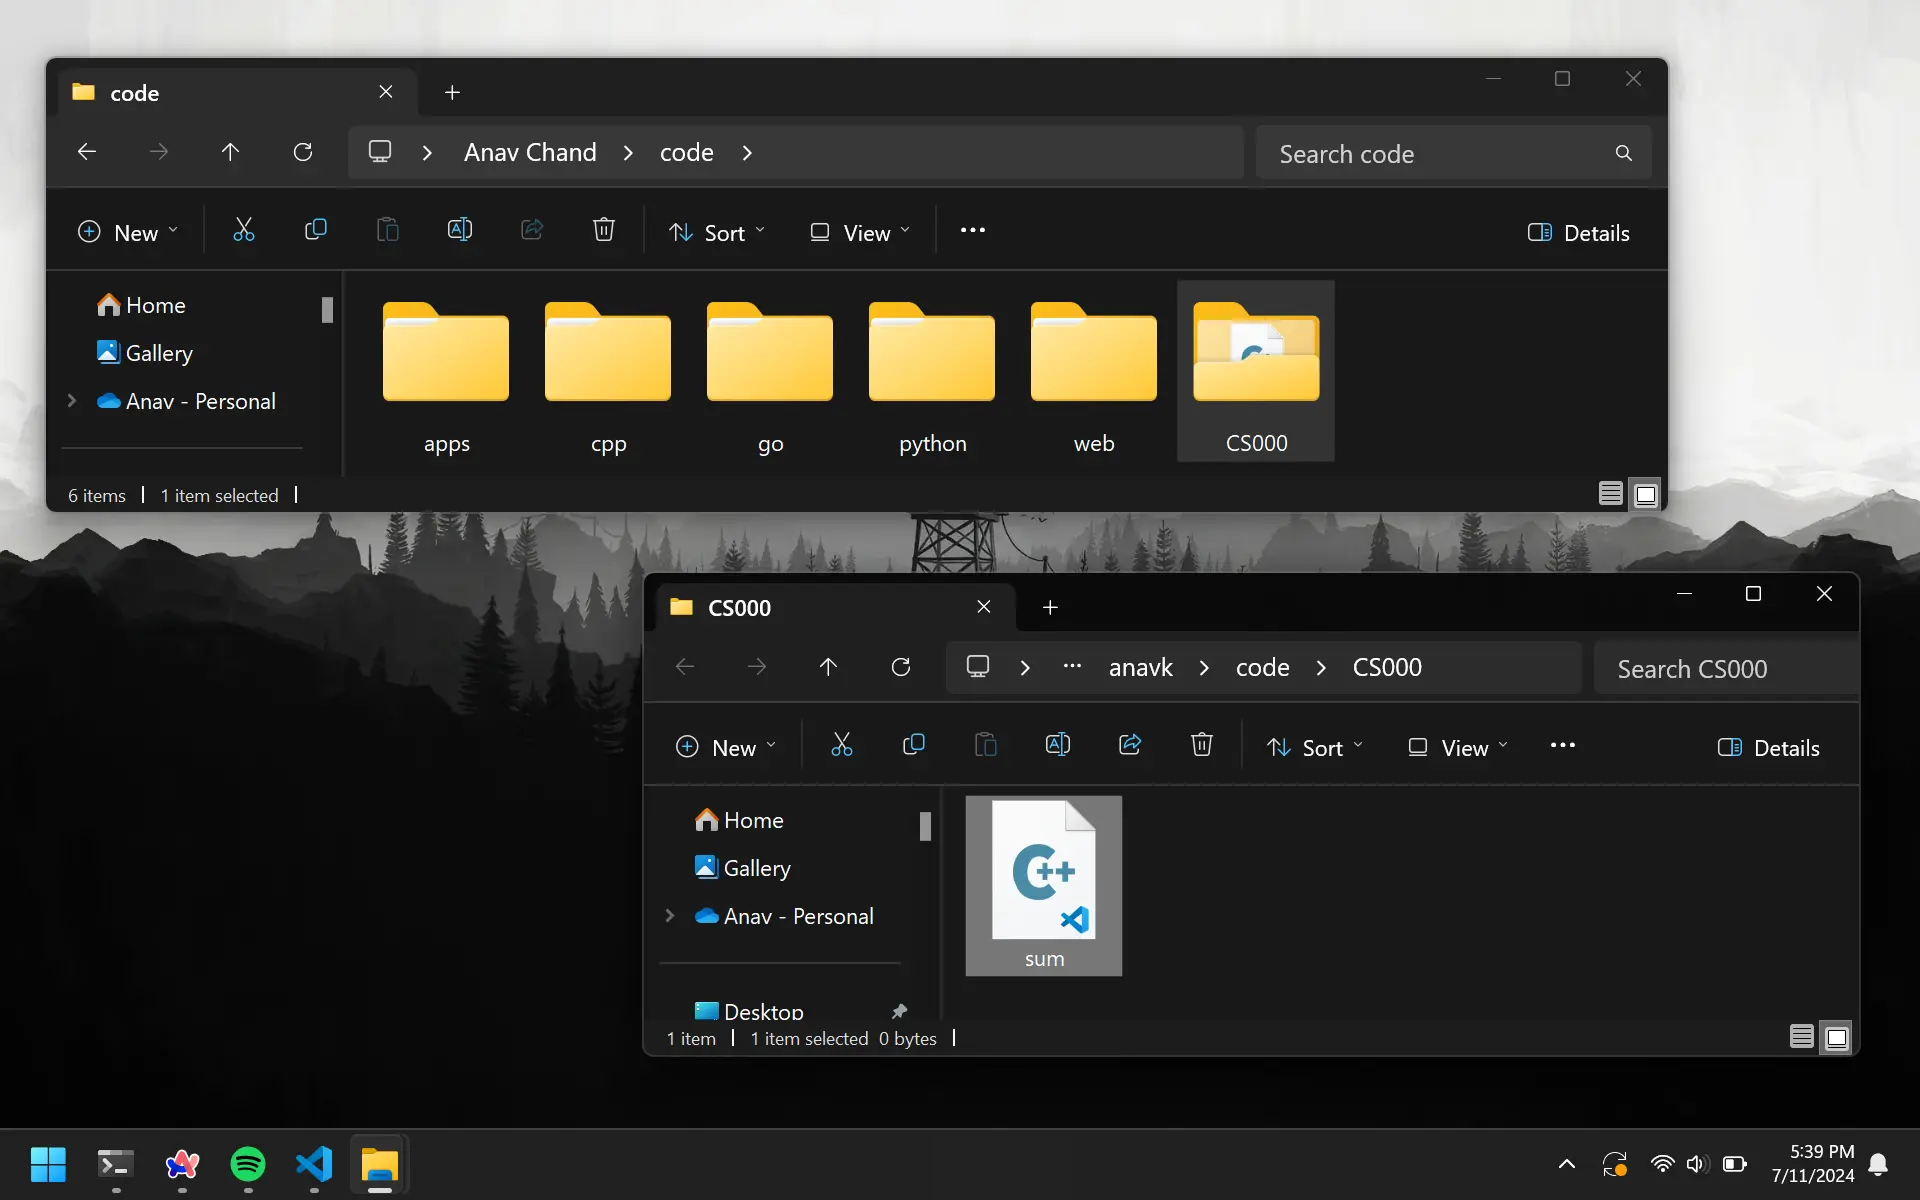 code
Anav Chand code
Search code
New Sort View Details
Home
Gallery
Anav - Personal
apps cpp go python web CS000
6 items 1 item selected
CS000
anavk code CS000
Search CS000
New Sort View Details
Home
Gallery
Anav - Personal
Desktop
C++
sum
1 item 1 item selected 0 bytes
5:39 PM
7/11/2024